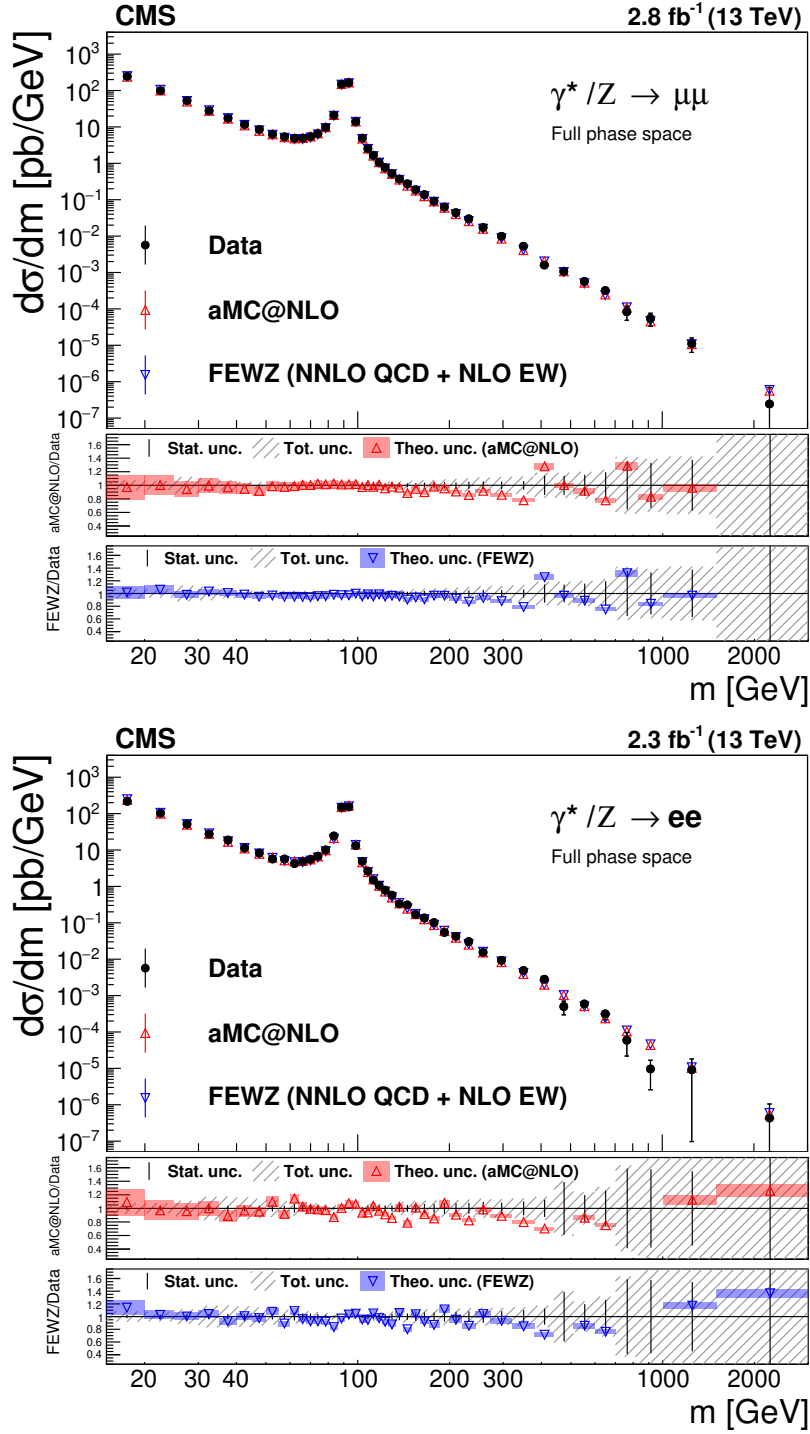 CMS 2.8 fb⁻¹ (13 TeV)
dσ/dm [pb/GeV]
10³
10²
10
1
10⁻¹
10⁻²
10⁻³
10⁻⁴
10⁻⁵
10⁻⁶
10⁻⁷
γ* /Z → μμ
Full phase space
Data
aMC@NLO
FEWZ (NNLO QCD + NLO EW)
aMC@NLO/Data
1.6
1.4
1.2
1
0.8
0.6
0.4
Stat. unc. Tot. unc. Theo. unc. (aMC@NLO)
FEWZ/Data
1.6
1.4
1.2
1
0.8
0.6
0.4
Stat. unc. Tot. unc. Theo. unc. (FEWZ)
20 30 40 100 200 300 1000 2000
m [GeV]
CMS 2.3 fb⁻¹ (13 TeV)
dσ/dm [pb/GeV]
10³
10²
10
1
10⁻¹
10⁻²
10⁻³
10⁻⁴
10⁻⁵
10⁻⁶
10⁻⁷
γ* /Z → ee
Full phase space
Data
aMC@NLO
FEWZ (NNLO QCD + NLO EW)
aMC@NLO/Data
1.6
1.4
1.2
1
0.8
0.6
0.4
Stat. unc. Tot. unc. Theo. unc. (aMC@NLO)
FEWZ/Data
1.6
1.4
1.2
1
0.8
0.6
0.4
Stat. unc. Tot. unc. Theo. unc. (FEWZ)
20 30 40 100 200 300 1000 2000
m [GeV]